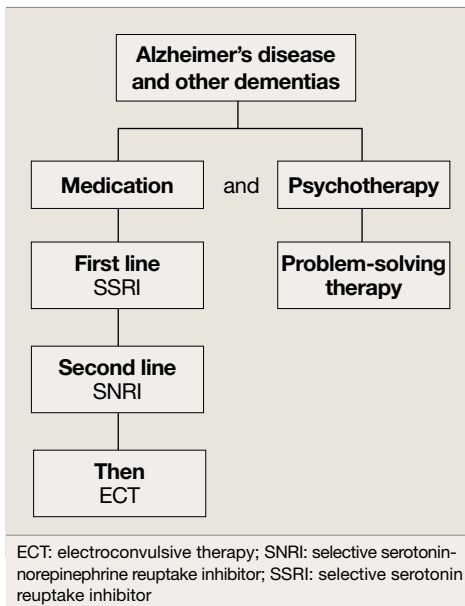 Alzheimer's disease
and other dementias
Medication
and
Psychotherapy
First line
SSRI
Problem-solving
therapy
Second line
SNRI
Then
ECT
ECT: electroconvulsive therapy; SNRI: selective serotonin-
norepinephrine reuptake inhibitor; SSRI: selective serotonin
reuptake inhibitor